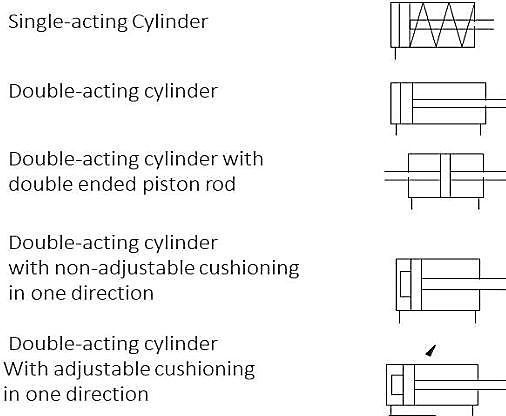 Single-acting Cylinder
Double-acting cylinder
Double-acting cylinder with
double ended piston rod
Double-acting cylinder
with non-adjustable cushioning
in one direction
Double-acting cylinder
With adjustable cushioning
in one direction